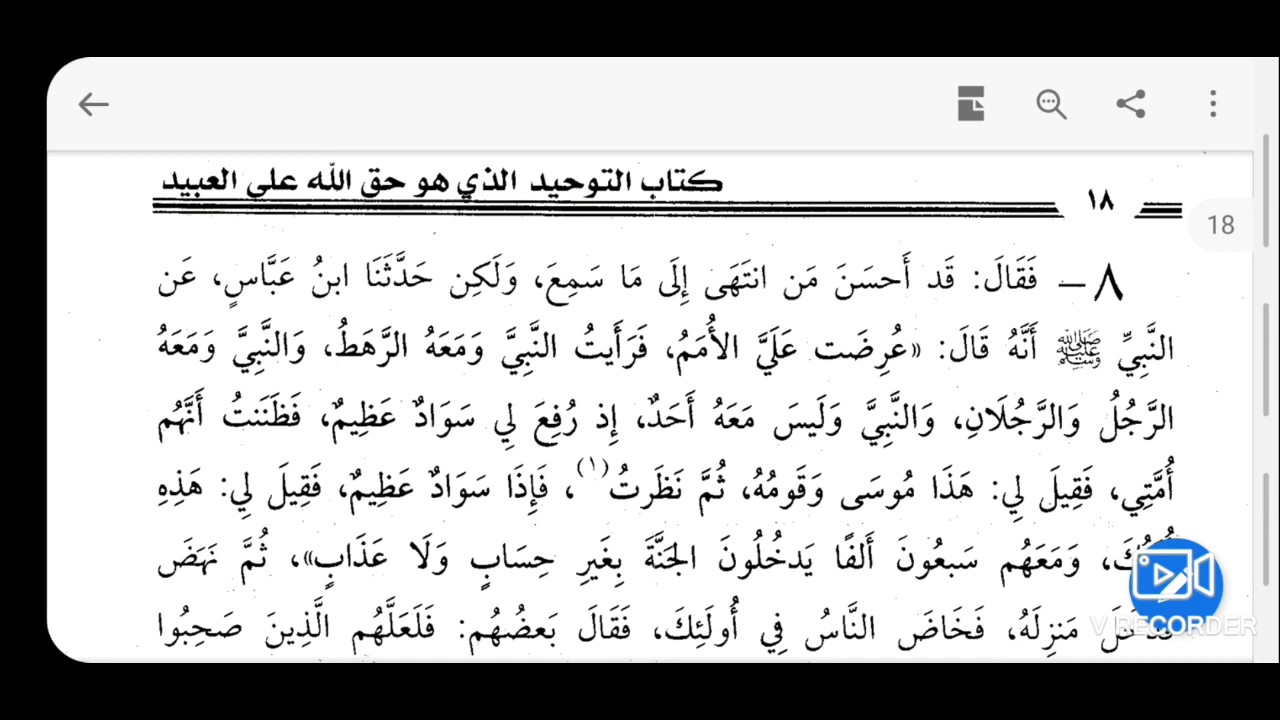 كتاب التوحيد الذي هو حق الله على العبيد
١٨
18
٨ – فَقَالَ: قَد أَحسَنَ مَن انتَهَى إِلَى مَا سَمِعَ، وَلَكِن حَدَّثَنَا ابنُ عَبَّاسٍ، عَن
النَّبِيِّ ﷺ أَنَّهُ قَالَ: «عُرِضَت عَلَيَّ الأُمَمُ، فَرَأَيتُ النَّبِيَّ وَمَعَهُ الرَّهَطُ، وَالنَّبِيَّ وَمَعَهُ
الرَّجُلُ وَالرَّجُلَانِ، وَالنَّبِيَّ وَلَيسَ مَعَهُ أَحَدٌ، إِذ رُفِعَ لِي سَوَادٌ عَظِيمٌ، فَظَنَنتُ أَنَّهُم
أُمَّتِي، فَقِيلَ لِي: هَذَا مُوسَى وَقَومُهُ، ثُمَّ نَظَرتُ(١)، فَإِذَا سَوَادٌ عَظِيمٌ، فَقِيلَ لِي: هَذِهِ
وَمَعَهُم سَبعُونَ أَلفًا يَدخُلُونَ الجَنَّةَ بِغَيرِ حِسَابٍ وَلَا عَذَابٍ»، ثُمَّ نَهَضَ
مَنزِلَهُ، فَخَاضَ النَّاسُ فِي أُولَئِكَ، فَقَالَ بَعضُهُم: فَلَعَلَّهُم الَّذِينَ صَحِبُوا
VIRECORDER